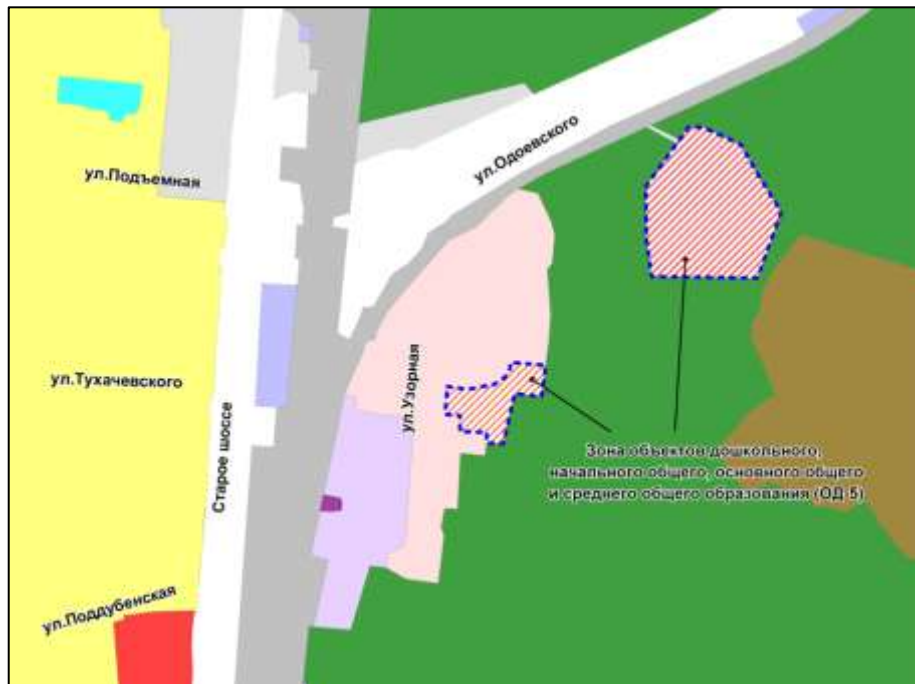 ул.Одоевского
ул.Подъемная
ул.Тухачевского
ул.Узорная
Старое шоссе
Зона объектов дошкольного,
начального общего, основного общего
и среднего общего образования (ОД 5)
ул.Поддубенская